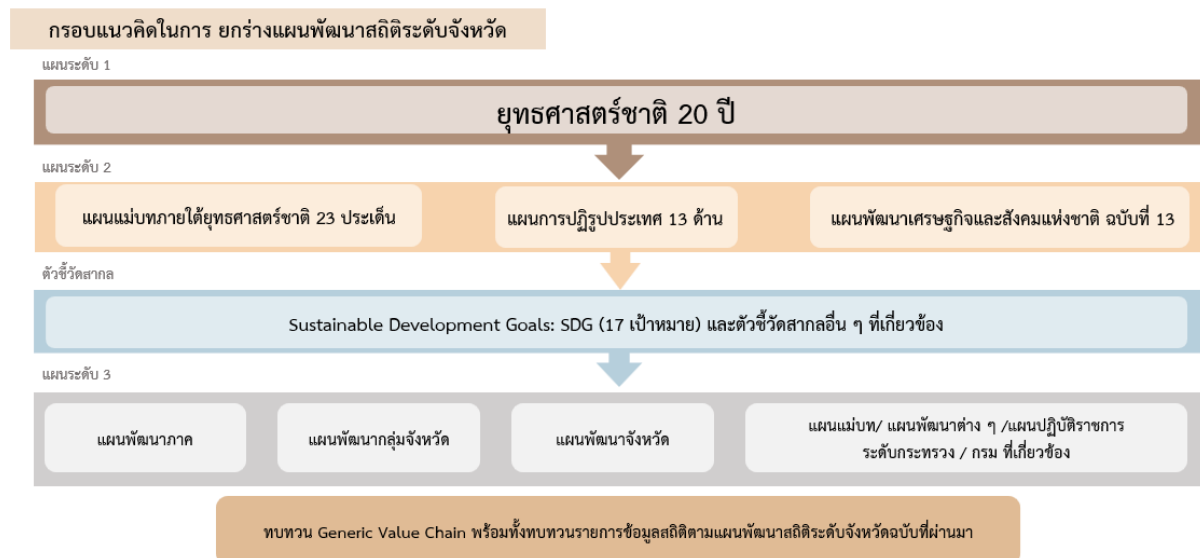 กรอบแนวคิดในการ ยกร่างแผนพัฒนาสถิติระดับจังหวัด
แผนระดับ 1
ยุทธศาสตร์ชาติ 20 ปี
แผนระดับ 2
แผนแม่บทภายใต้ยุทธศาสตร์ชาติ 23 ประเด็น
แผนการปฏิรูปประเทศ 13 ด้าน
แผนพัฒนาเศรษฐกิจและสังคมแห่งชาติ ฉบับที่ 13
ตัวชี้วัดสากล
Sustainable Development Goals: SDG (17 เป้าหมาย) และตัวชี้วัดสากลอื่น ๆ ที่เกี่ยวข้อง
แผนระดับ 3
แผนพัฒนาภาค
แผนพัฒนากลุ่มจังหวัด
แผนพัฒนาจังหวัด
แผนแม่บท/ แผนพัฒนาต่าง ๆ /แผนปฏิบัติราชการ
ระดับกระทรวง / กรม ที่เกี่ยวข้อง
ทบทวน Generic Value Chain พร้อมทั้งทบทวนรายการข้อมูลสถิติตามแผนพัฒนาสถิติระดับจังหวัดฉบับที่ผ่านมา